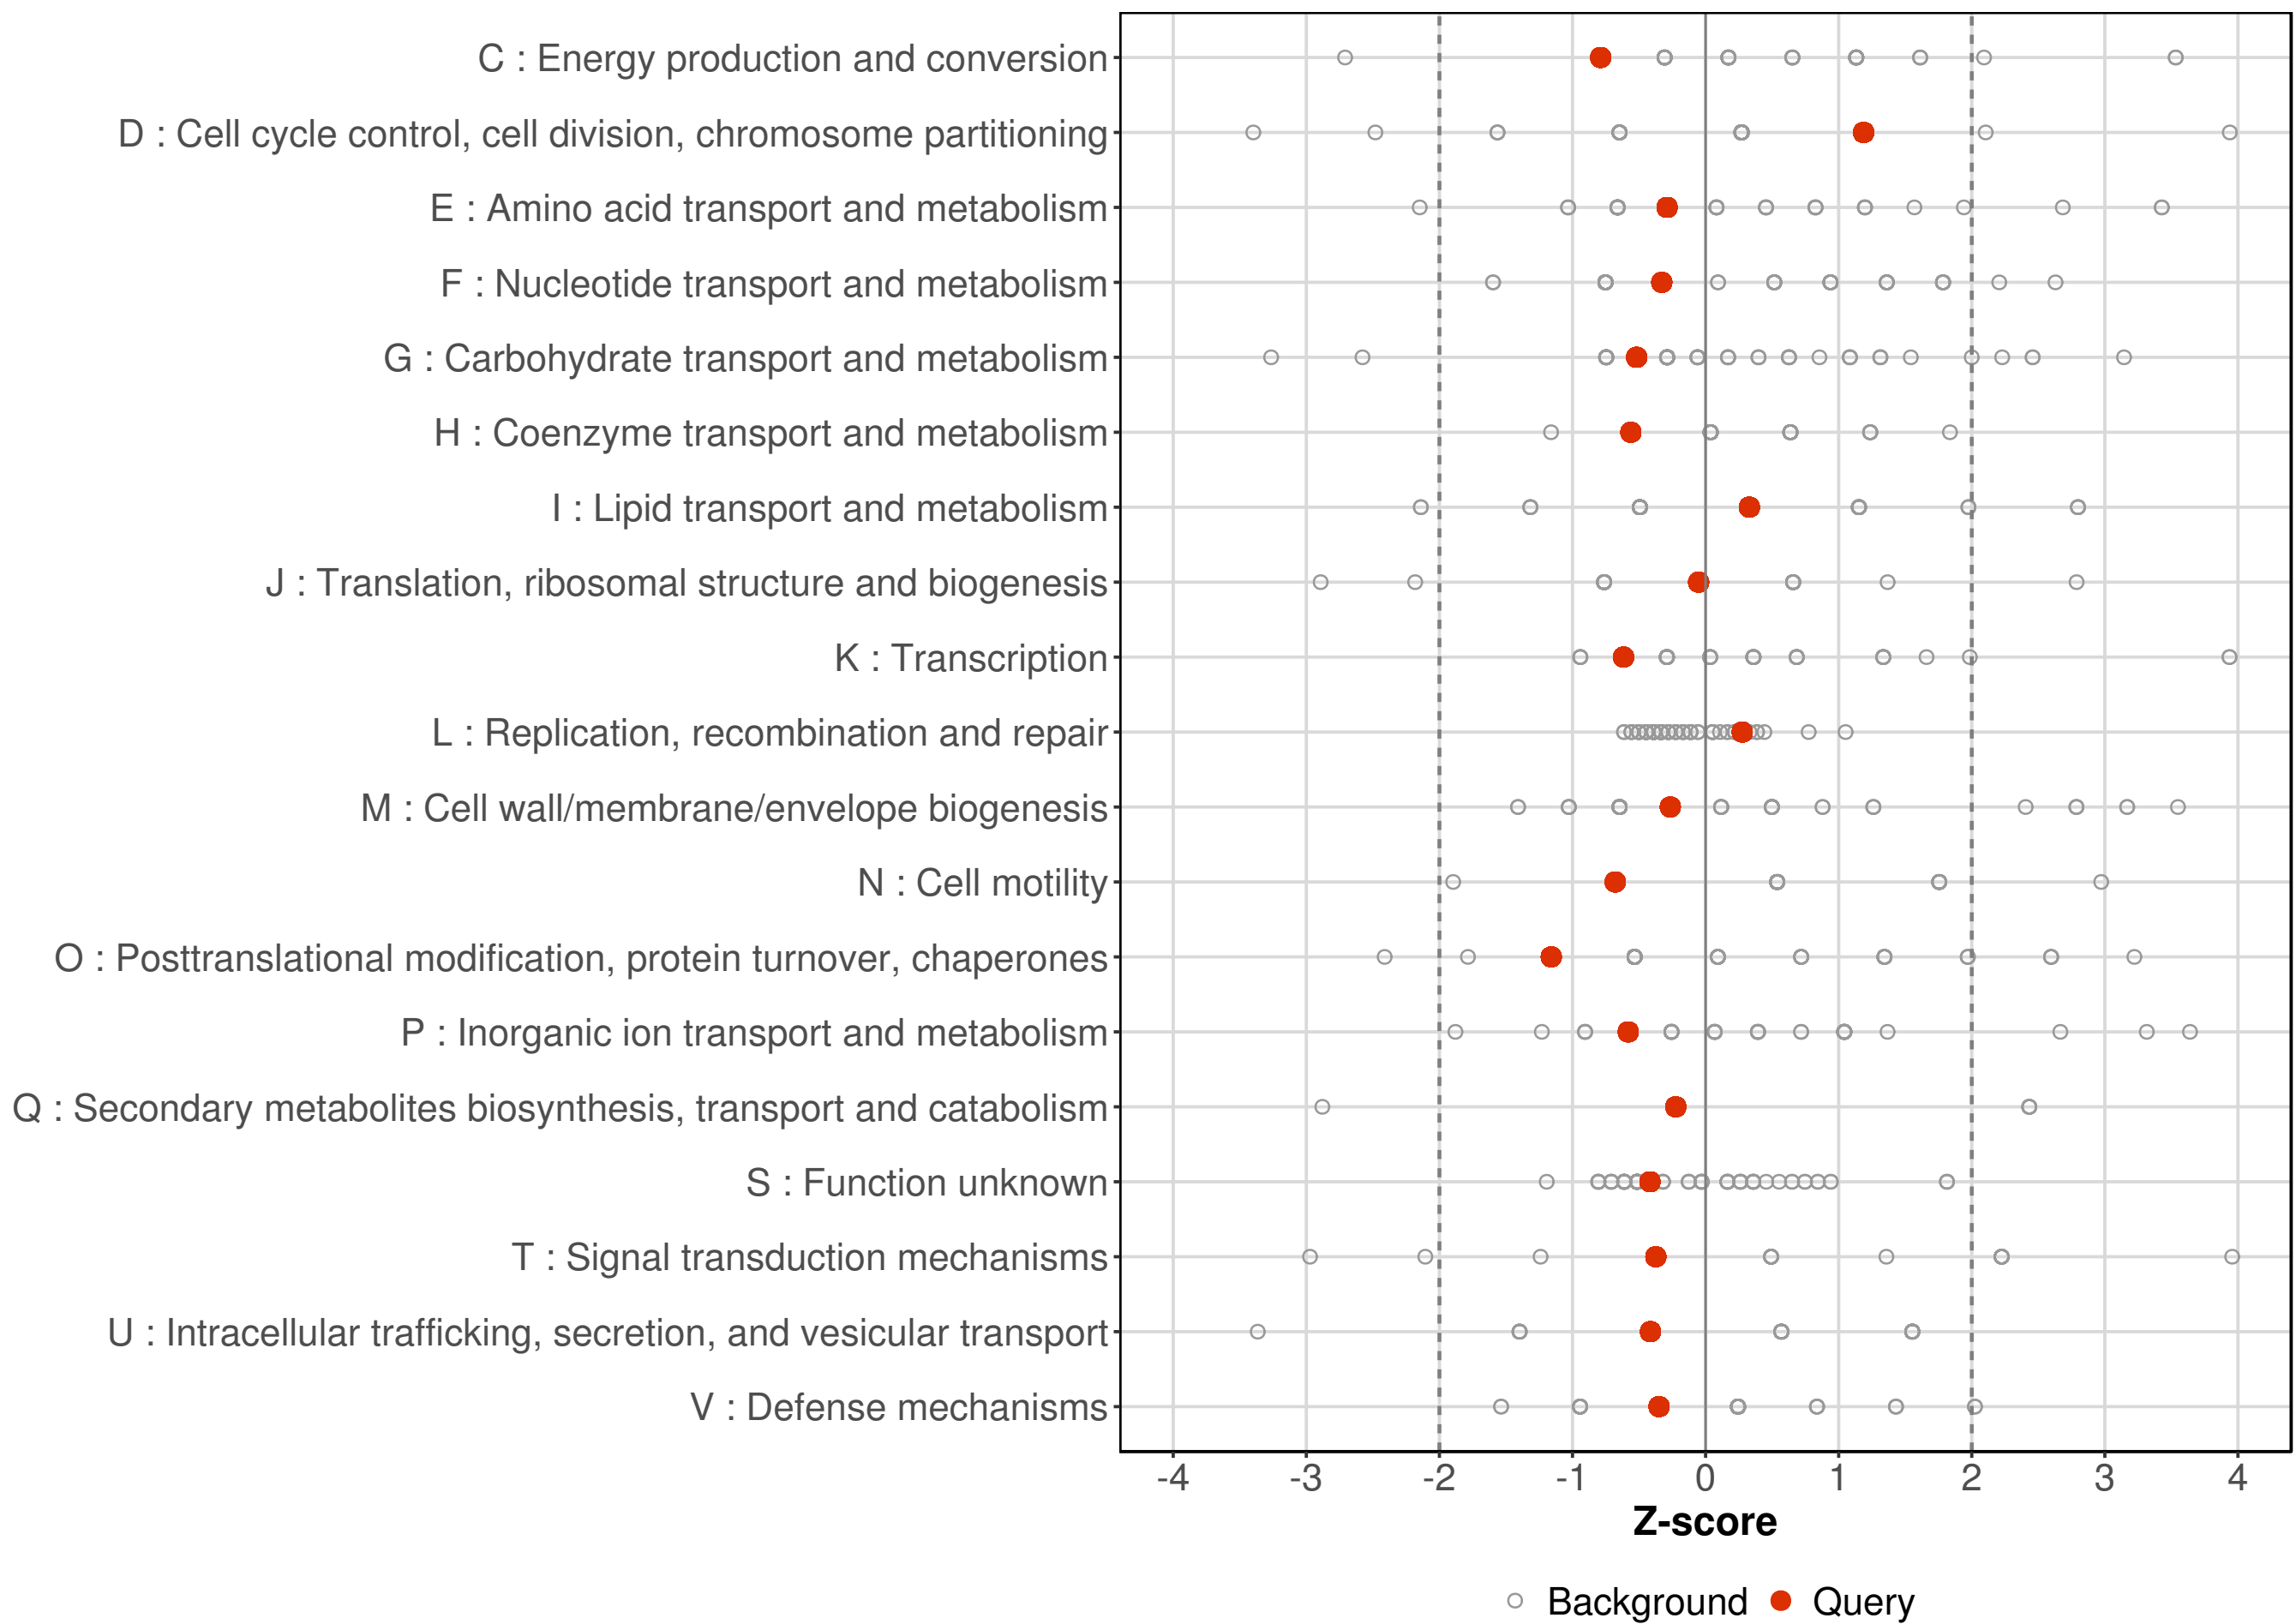 C : Energy production and conversion
D : Cell cycle control, cell division, chromosome partitioning
E : Amino acid transport and metabolism
F : Nucleotide transport and metabolism
G : Carbohydrate transport and metabolism
H : Coenzyme transport and metabolism
I : Lipid transport and metabolism
J : Translation, ribosomal structure and biogenesis
K : Transcription
L : Replication, recombination and repair
M : Cell wall/membrane/envelope biogenesis
N : Cell motility
O : Posttranslational modification, protein turnover, chaperones
P : Inorganic ion transport and metabolism
Q : Secondary metabolites biosynthesis, transport and catabolism
S : Function unknown
T : Signal transduction mechanisms
U : Intracellular trafficking, secretion, and vesicular transport
V : Defense mechanisms
-4 -3 -2 -1 0 1 2 3 4
Z-score
Background Query